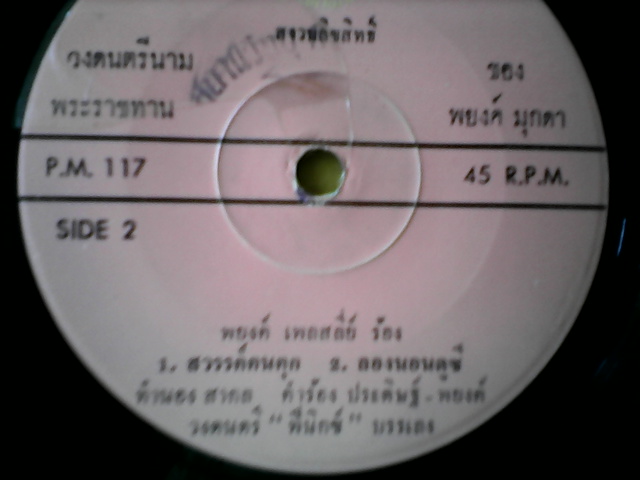 สงวนลิขสิทธิ์
วงดนตรีนาม
พระราชทาน
ของ
พยงค์ มุกดา
P.M. 117
45 R.P.M.
SIDE 2
พยงค์ เพลสลี่ย์ ร้อง
1. สวรรค์คนคุก 2. ลองนอนดูซี
ทำนอง สากล คำร้อง ประดิษฐ์ - พยงค์
วงดนตรี "ฟีนิกซ์" บรรเลง